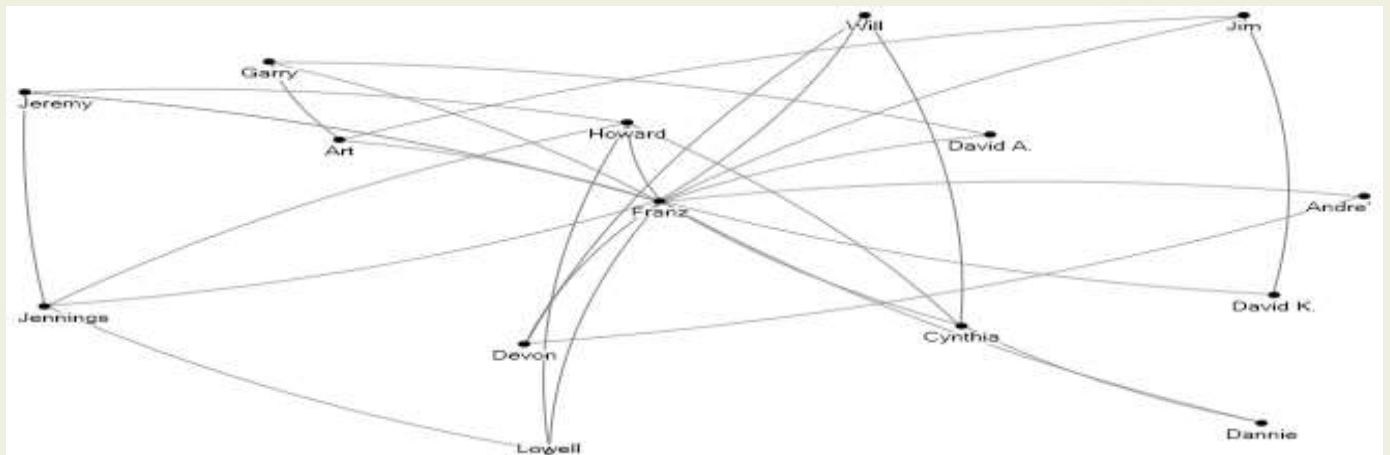 Will
Jim
Garry
Jeremy
Howard
Art
David A.
Franz
Andre'
David K.
Jennings
Cynthia
Devon
Dannie
Lowell